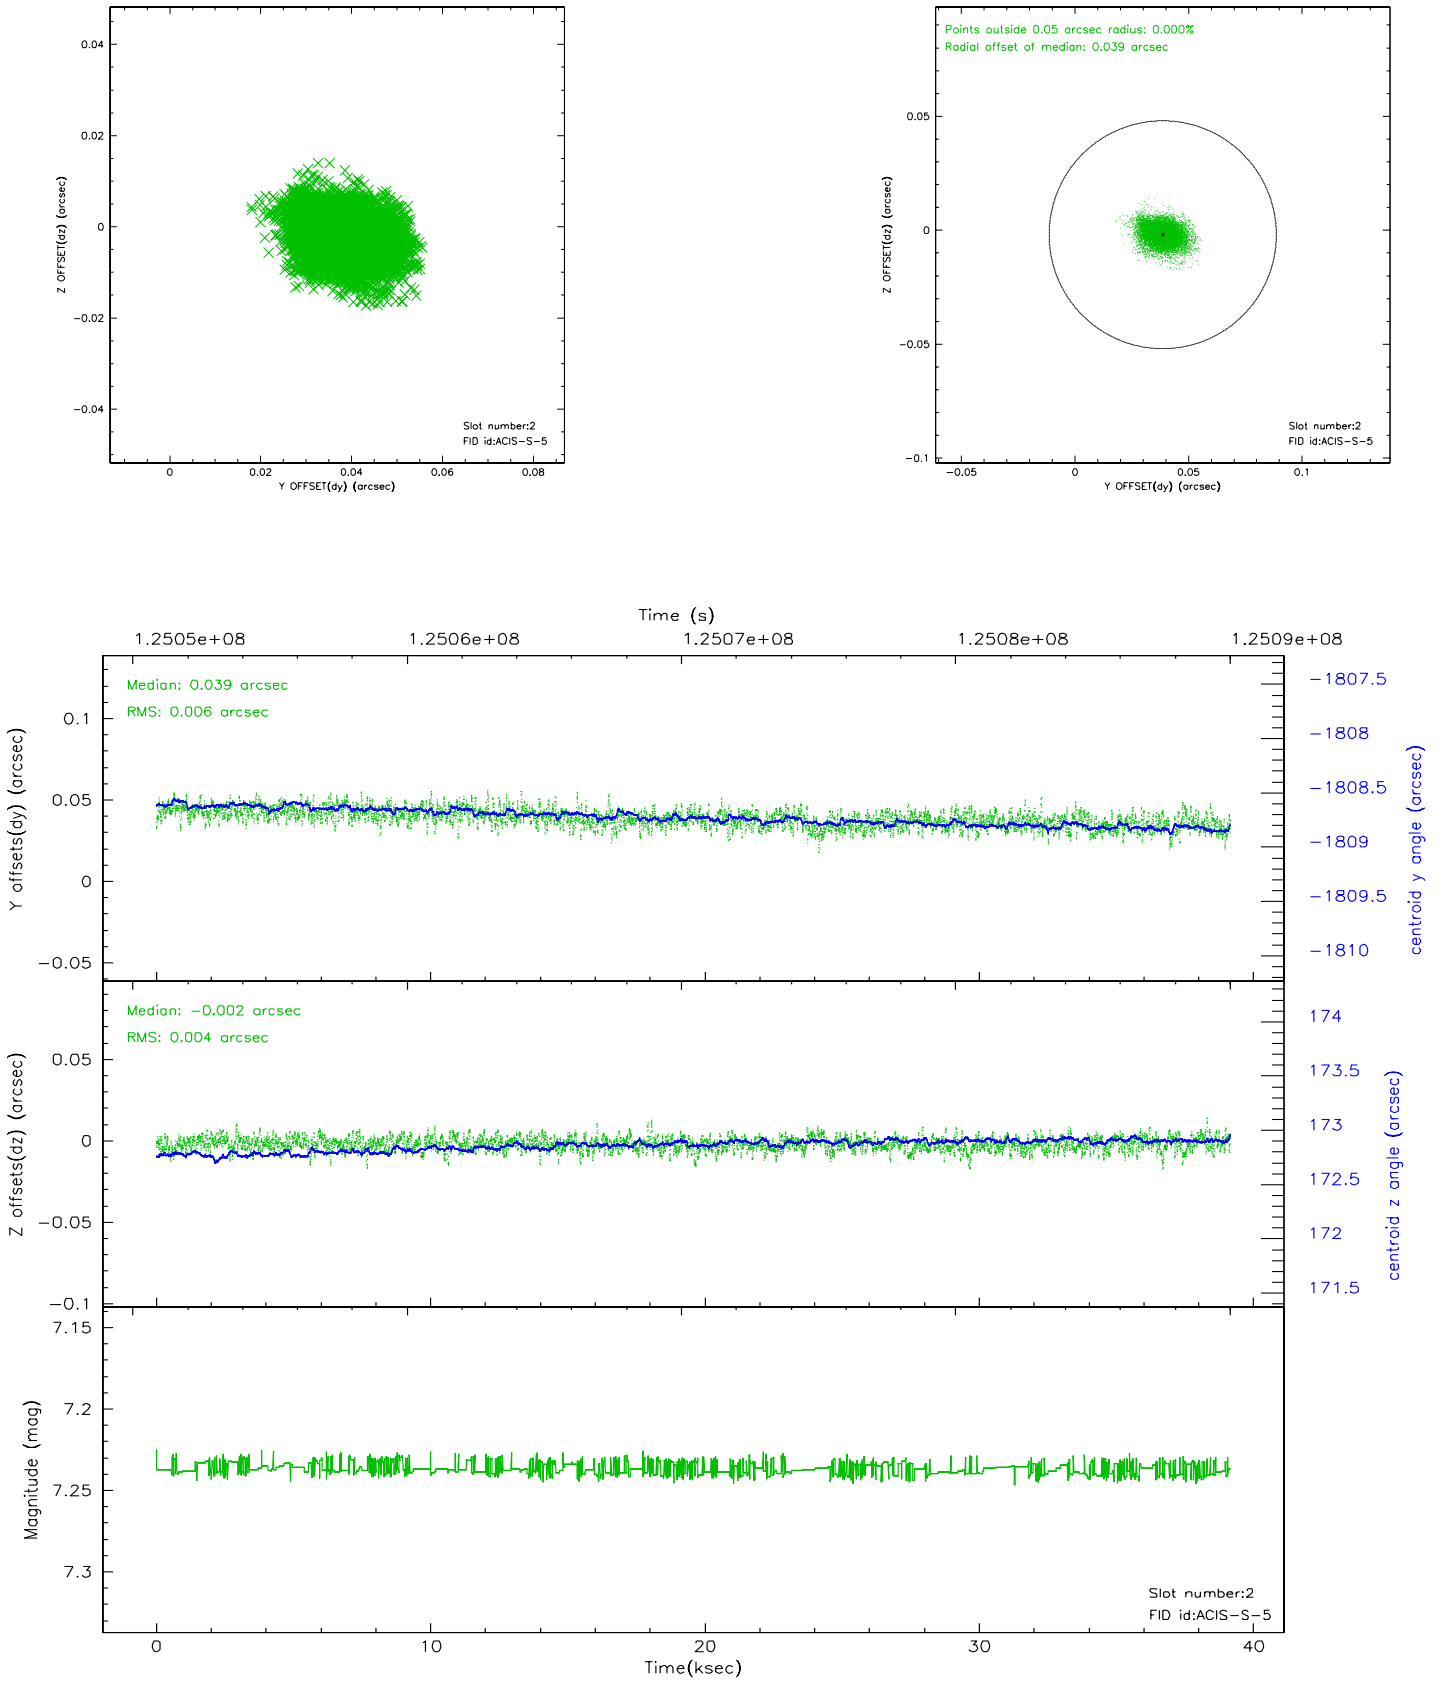 0.04
0.02
0
-0.02
-0.04
Z OFFSET(dz) (arcsec)
Slot number:2
FID id:ACIS-S-5
0
0.02
0.04
0.06
0.08
Y OFFSET(dy) (arcsec)
Points outside 0.05 arcsec radius: 0.000%
Radial offset of median: 0.039 arcsec
0.05
0
-0.05
-0.1
Z OFFSET(dz) (arcsec)
Slot number:2
FID id:ACIS-S-5
-0.05
0
0.05
0.1
Y OFFSET(dy) (arcsec)
Time (s)
1.2505e+08
1.2506e+08
1.2507e+08
1.2508e+08
1.2509e+08
Median: 0.039 arcsec
RMS: 0.006 arcsec
0.1
0.05
0
-0.05
Y offsets(dy) (arcsec)
-1807.5
-1808
-1808.5
-1809
-1809.5
-1810
centroid y angle (arcsec)
Median: -0.002 arcsec
RMS: 0.004 arcsec
0.05
0
-0.05
-0.1
Z offsets(dz) (arcsec)
174
173.5
173
172.5
172
171.5
centroid z angle (arcsec)
7.15
7.2
7.25
7.3
Magnitude (mag)
Slot number:2
FID id:ACIS-S-5
0
10
20
30
40
Time(ksec)